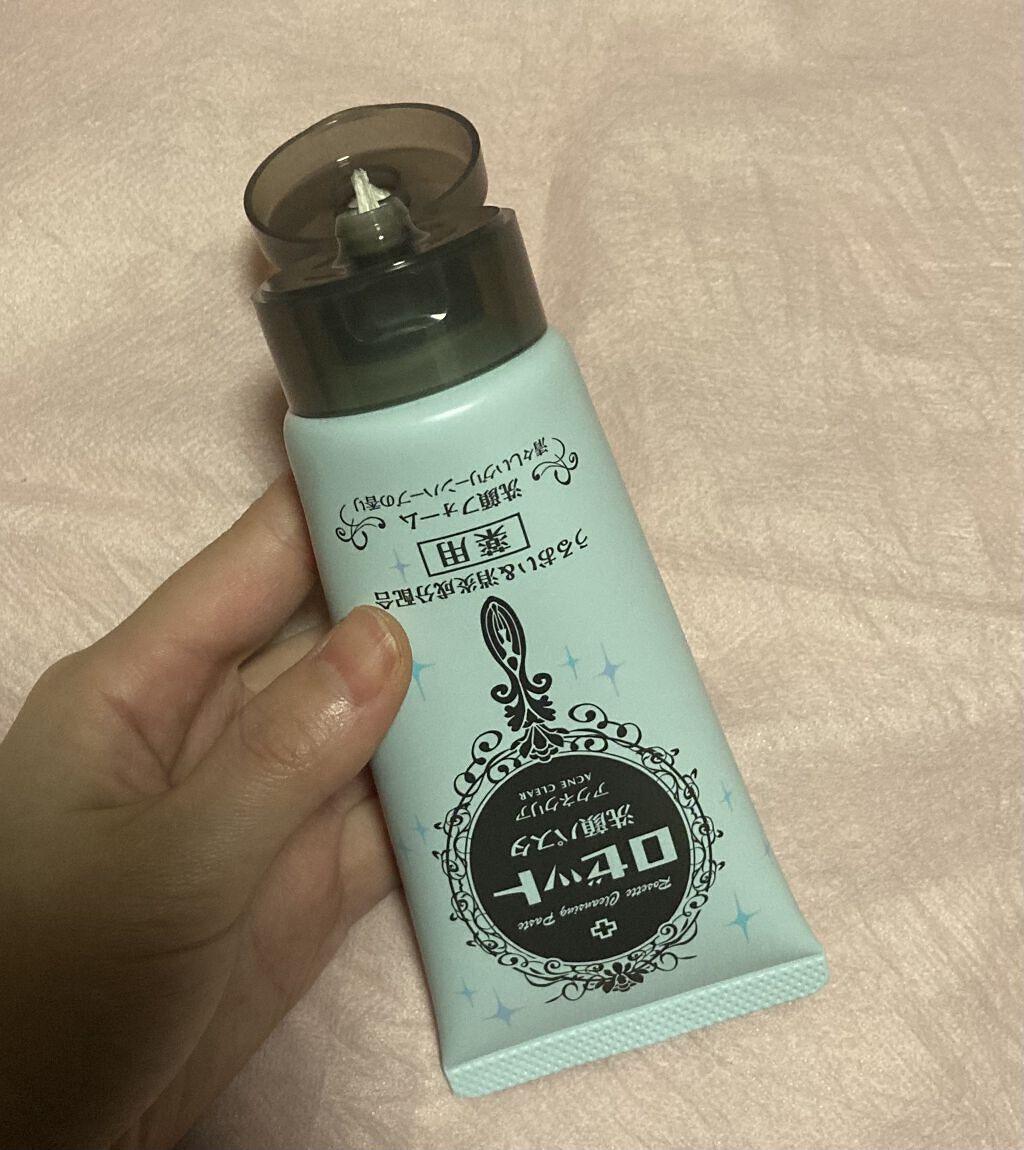 Rosette Cleansing Paste
ロゼット
洗顔パスタ
アクネクリア
ACNE CLEAR
うるおい&消炎成分配合
薬用
洗顔フォーム
清々しいグリーンハーブの香り